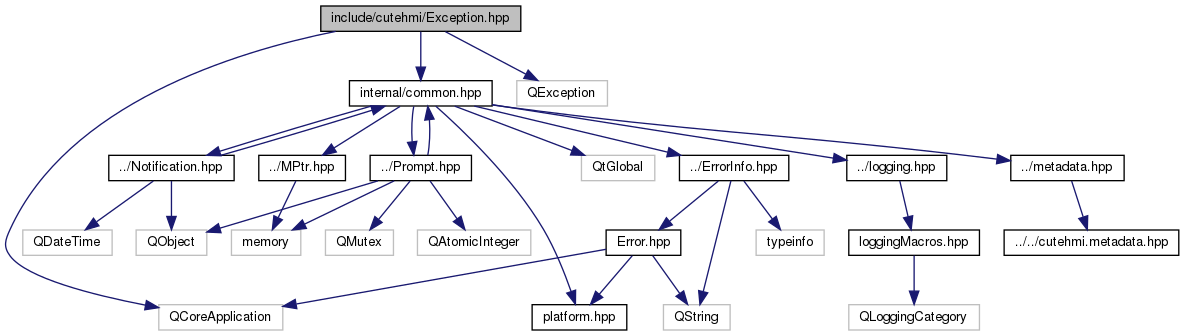 include/cutehmi/Exception.hpp
internal/common.hpp
QException
../Notification.hpp
../MPtr.hpp
../Prompt.hpp
QtGlobal
../ErrorInfo.hpp
../logging.hpp
../metadata.hpp
QDateTime
QObject
memory
QMutex
QAtomicInteger
Error.hpp
typeinfo
loggingMacros.hpp
../../cutehmi.metadata.hpp
QCoreApplication
platform.hpp
QString
QLoggingCategory